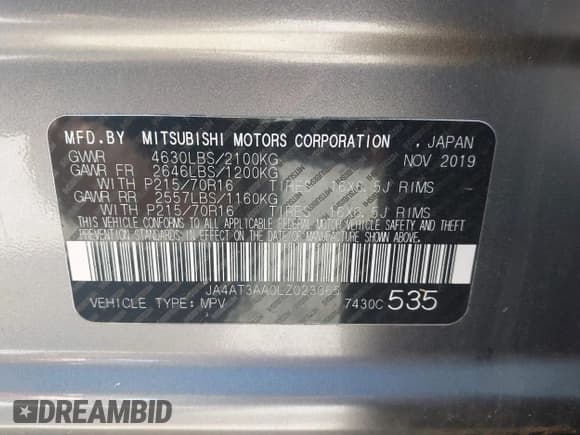 MFD.BY MITSUBISHI MOTORS CORPORATION , JAPAN
GVWR 4630LBS/2100KG NOV 2019
GAWR FR 2646LBS/1200KG
WITH P215/70R16 TIRES 16X6.5J RIMS
GAWR RR 2557LBS/1160KG
WITH P215/70R16 TIRES 16X6.5J RIMS
THIS VEHICLE CONFORMS TO ALL APPLICABLE FEDERAL
MOTOR VEHICLE SAFETY, BUMPER, AND THEFT
PREVENTION STANDARDS IN EFFECT ON THE DATE OF
MANUFACTURE SHOWN ABOVE.
JA4AT3AA0LZ023065
VEHICLE TYPE:MPV 7430C 535
DREAMBID